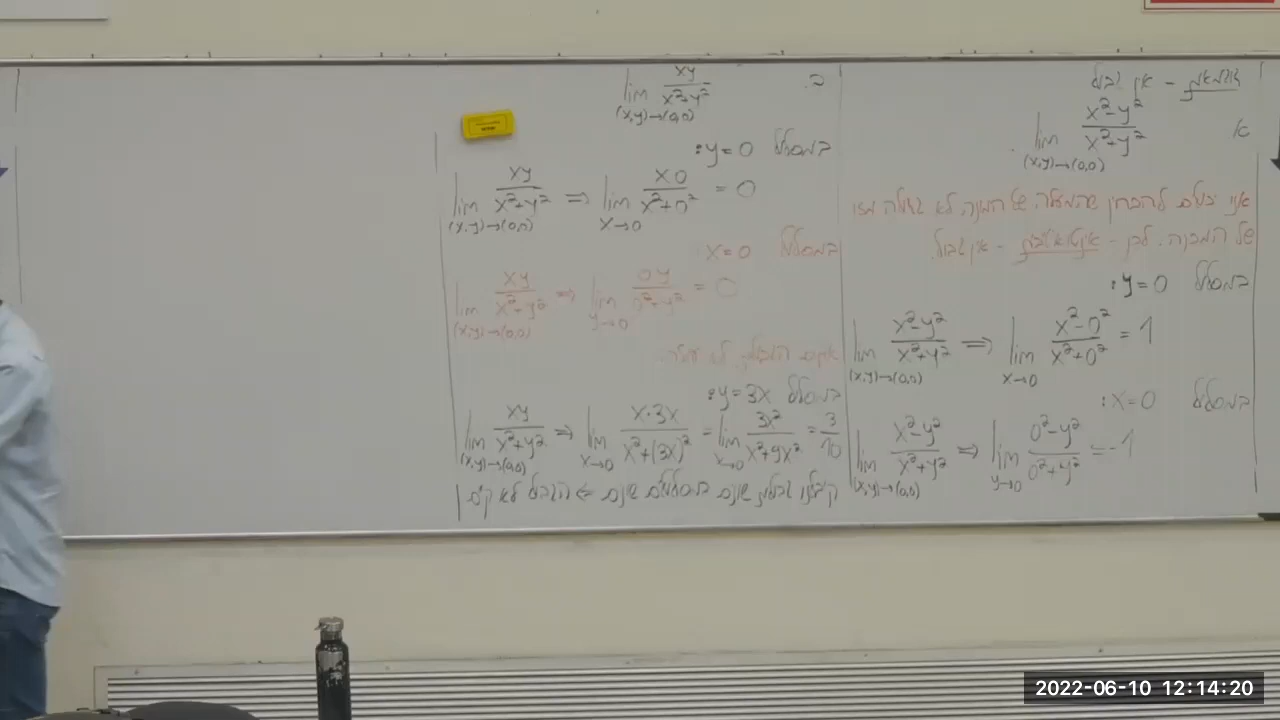 דוגמאות - אין גבול
א lim (x,y)→(0,0) x²-y² / x²+y²
אנו יכולים להבחין שהמעלה של המונה לא גדולה מזו
של המכנה. לכן - אינטואיטיבית - אין גבול.
במסלול y=0:
lim (x,y)→(0,0) x²-y² / x²+y² ⇒ lim x→0 x²-0² / x²+0² = 1
במסלול x=0:
lim (x,y)→(0,0) x²-y² / x²+y² ⇒ lim y→0 0²-y² / 0²+y² = -1
ב. lim (x,y)→(0,0) xy / x²+y²
במסלול y=0:
lim (x,y)→(0,0) xy / x²+y² ⇒ lim x→0 x0 / x²+0² = 0
במסלול x=0
lim (x,y)→(0,0) xy / x²+y² ⇒ lim y→0 0y / 0²+y² = 0
לא
במסלול y=3x:
lim (x,y)→(0,0) xy / x²+y² ⇒ lim x→0 x·3x / x²+(3x)² = lim x→0 3x² / x²+9x² = 3/10
קיבלנו גבולות שונים במסלולים שונים ⇐ הגבול לא קיים
2022-06-10 12:14:20